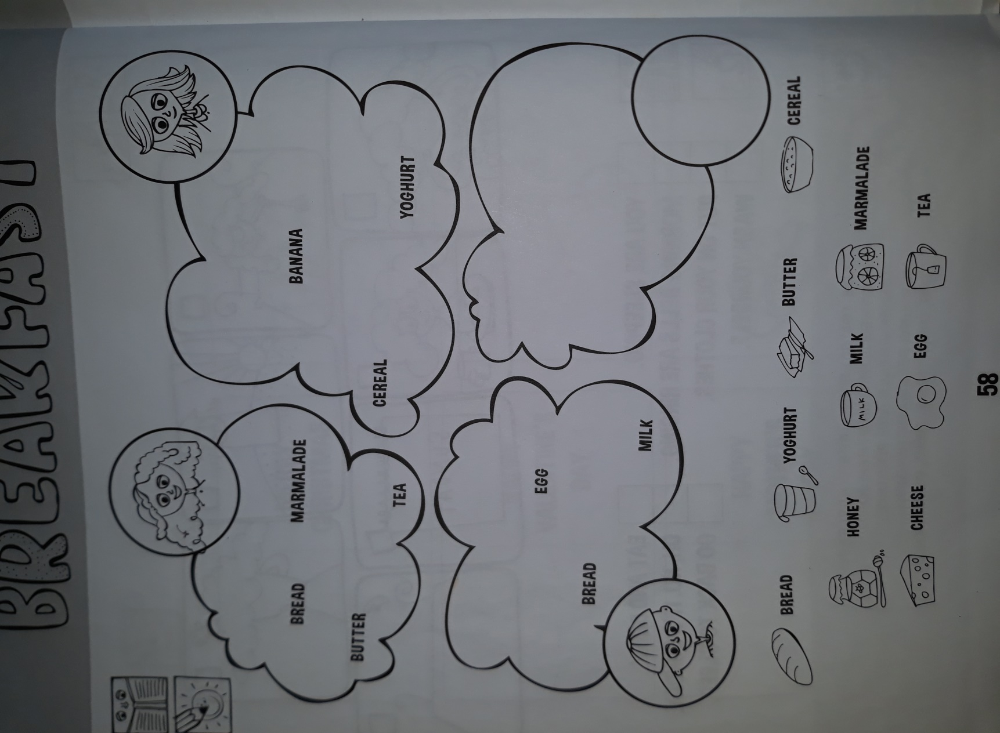 BREAKFAST
BREAD MARMALADE
BUTTER
TEA
BANANA
CEREAL
YOGHURT
EGG
BREAD
MILK
BREAD YOGHURT BUTTER CEREAL
HONEY MILK MILK MARMALADE
CHEESE EGG TEA
58